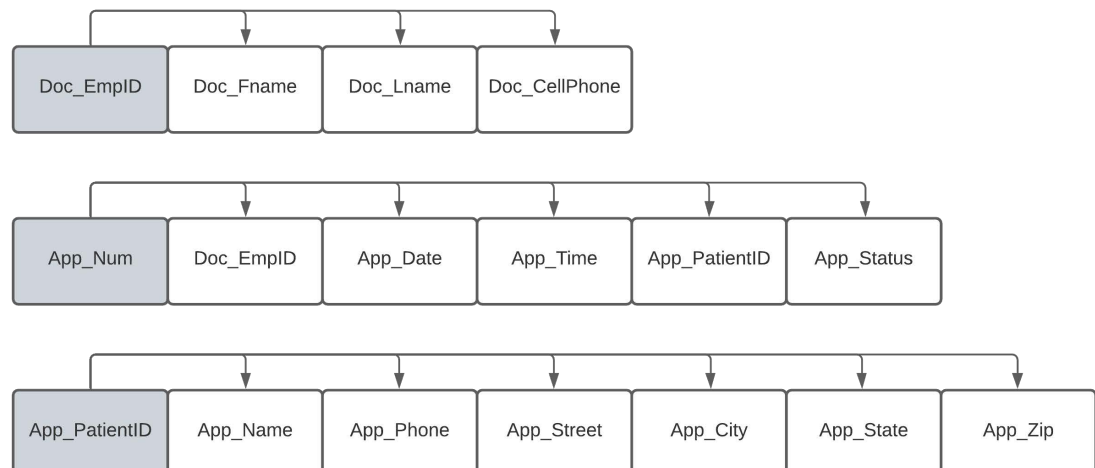 Doc_EmpID Doc_Fname Doc_Lname Doc_CellPhone
App_Num Doc_EmpID App_Date App_Time App_PatientID App_Status
App_PatientID App_Name App_Phone App_Street App_City App_State App_Zip